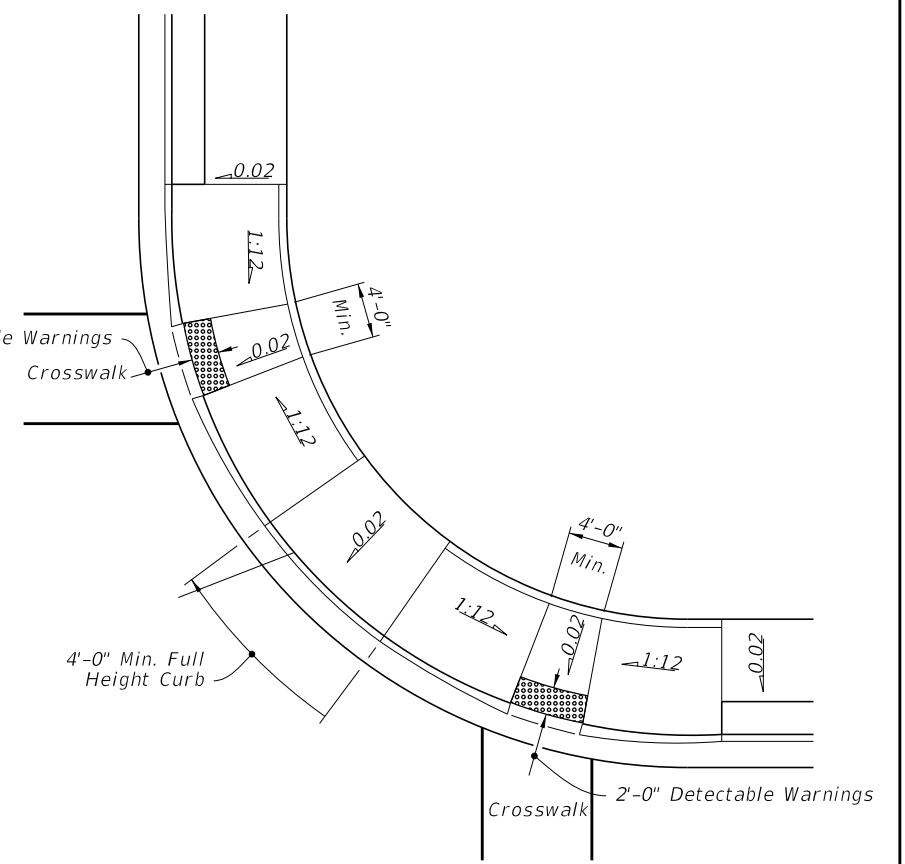 0.02
1:12
4'-0"
Min.
e Warnings
0.02
Crosswalk
1:12
0.02
4'-0"
Min.
1:12
0.02
1:12
0.02
4'-0" Min. Full
Height Curb
2'-0" Detectable Warnings
Crosswalk